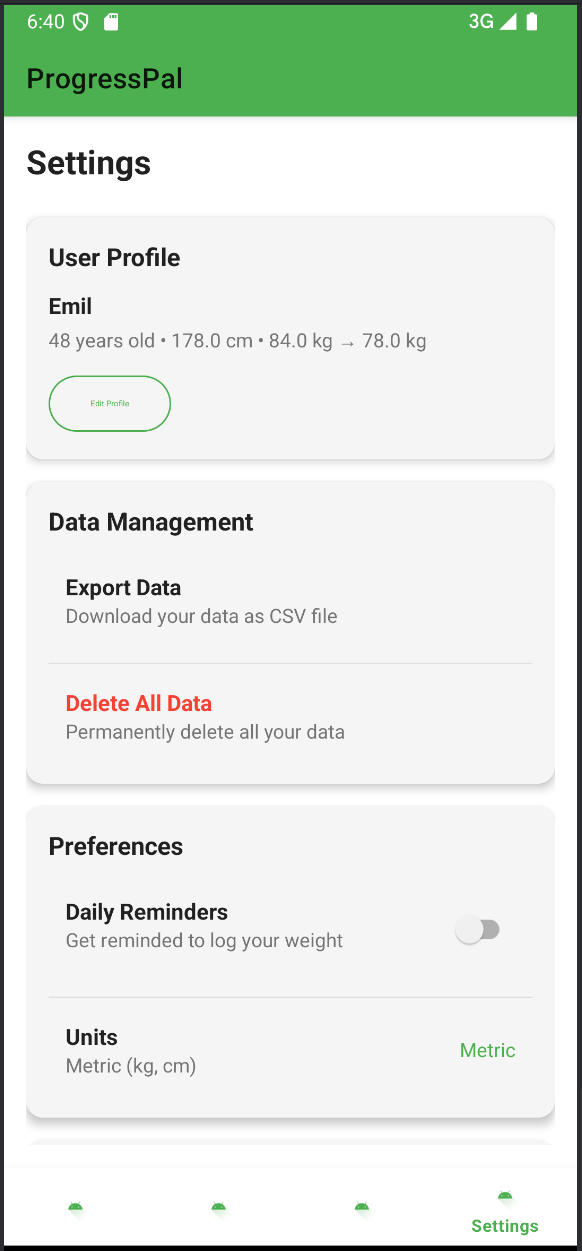 6:40 3G
ProgressPal
Settings
User Profile
Emil
48 years old • 178.0 cm • 84.0 kg → 78.0 kg
Edit Profile
Data Management
Export Data
Download your data as CSV file
Delete All Data
Permanently delete all your data
Preferences
Daily Reminders
Get reminded to log your weight
Units
Metric (kg, cm)
Metric
Settings